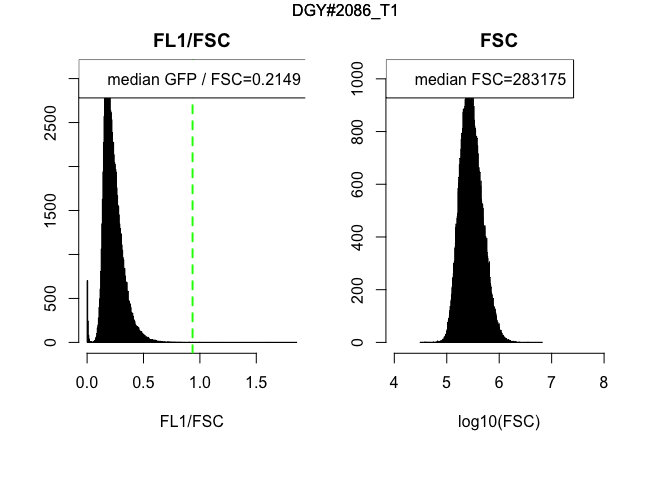 DGY#2086_T1
FL1/FSC
median GFP / FSC=0.2149
0
500
1500
2500
0.0 0.5 1.0 1.5
FL1/FSC
FSC
median FSC=283175
0
200
400
600
800
1000
4 5 6 7 8
log10(FSC)